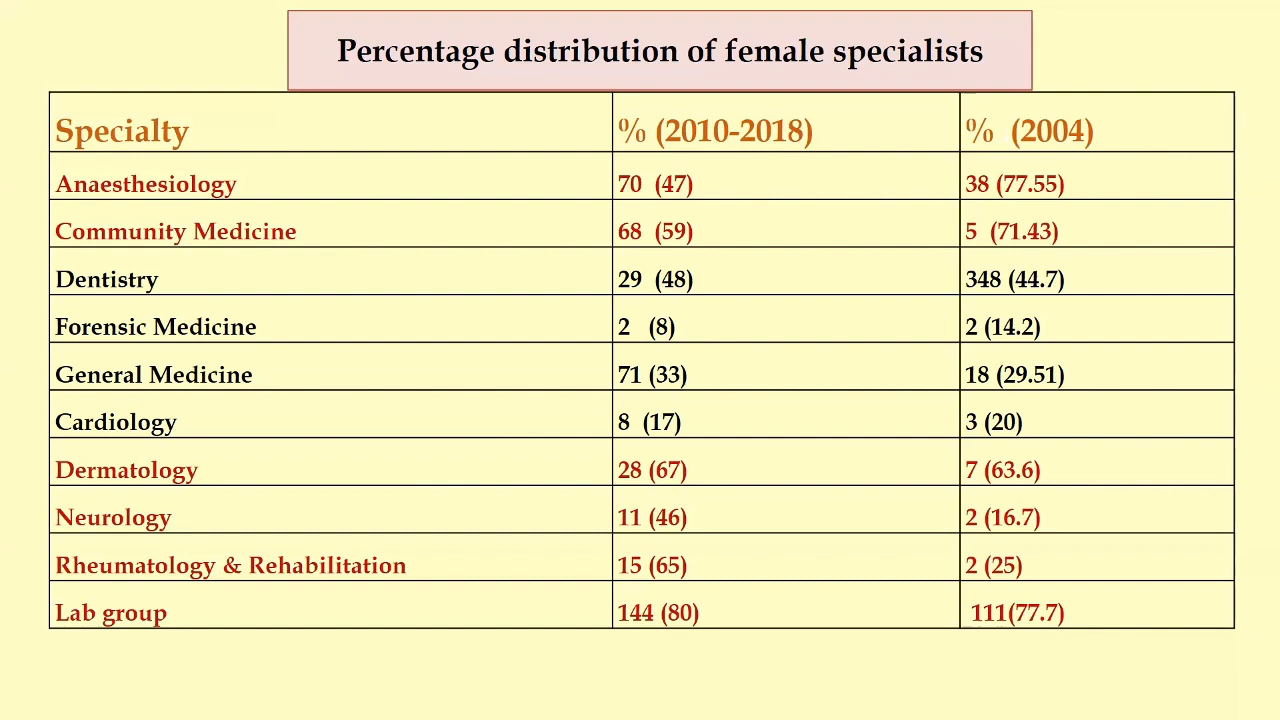 Percentage distribution of female specialists
Specialty % (2010-2018) % (2004)
Anaesthesiology 70 (47) 38 (77.55)
Community Medicine 68 (59) 5 (71.43)
Dentistry 29 (48) 348 (44.7)
Forensic Medicine 2 (8) 2 (14.2)
General Medicine 71 (33) 18 (29.51)
Cardiology 8 (17) 3 (20)
Dermatology 28 (67) 7 (63.6)
Neurology 11 (46) 2 (16.7)
Rheumatology & Rehabilitation 15 (65) 2 (25)
Lab group 144 (80) 111(77.7)